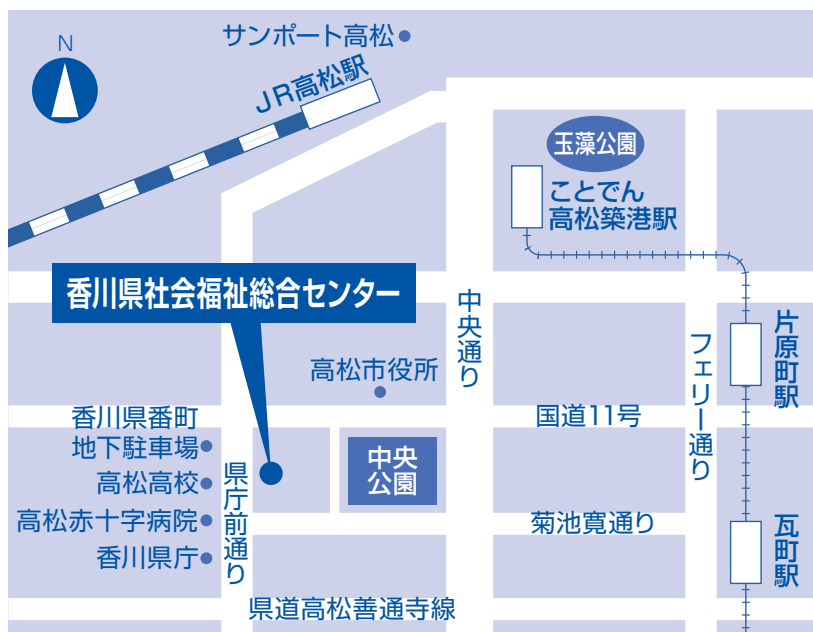 N
サンポート高松
JR高松駅
玉藻公園
ことでん
高松築港駅
香川県社会福祉総合センター
中央通り
フェリー通り
片原町駅
高松市役所
香川県番町
地下駐車場
国道11号
高松高校
中央
公園
県庁前通り
高松赤十字病院
菊池寛通り
瓦町駅
香川県庁
県道高松善通寺線